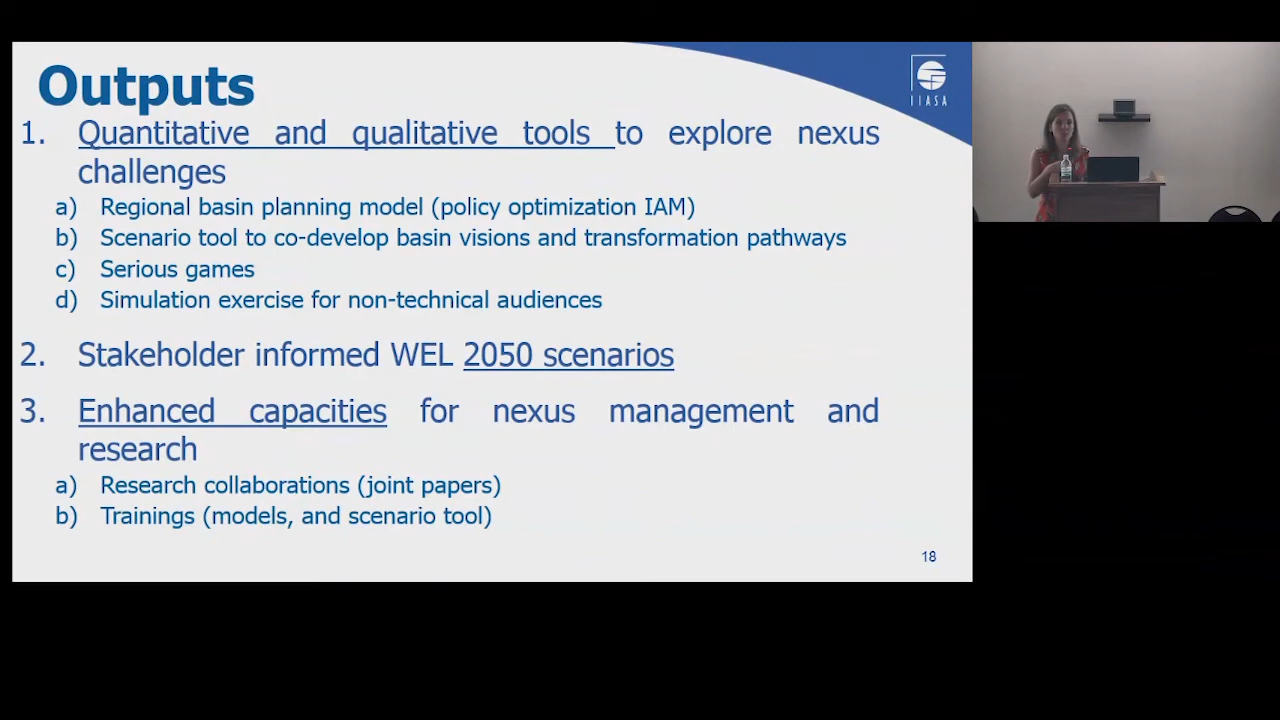 Outputs
IIASA
1. Quantitative and qualitative tools to explore nexus
challenges
a) Regional basin planning model (policy optimization IAM)
b) Scenario tool to co-develop basin visions and transformation pathways
c) Serious games
d) Simulation exercise for non-technical audiences
2. Stakeholder informed WEL 2050 scenarios
3. Enhanced capacities for nexus management and
research
a) Research collaborations (joint papers)
b) Trainings (models, and scenario tool)
18